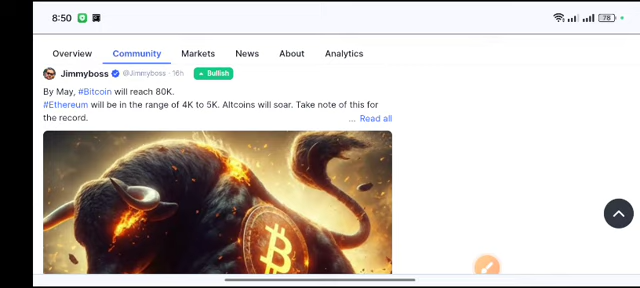 8:50
78
Overview Community Markets News About Analytics
Jimmyboss @Jimmyboss · 16h Bullish
By May, #Bitcoin will reach 80K.
#Ethereum will be in the range of 4K to 5K. Altcoins will soar. Take note of this for
the record. ... Read all